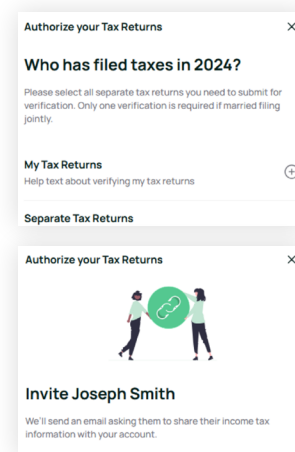 Authorize your Tax Returns
Who has filed taxes in 2024?
Please select all separate tax returns you need to submit for
verification. Only one verification is required if married filing
jointly.
My Tax Returns
Help text about verifying my tax returns
Separate Tax Returns
Authorize your Tax Returns
Invite Joseph Smith
We'll send an email asking them to share their income tax
information with your account.